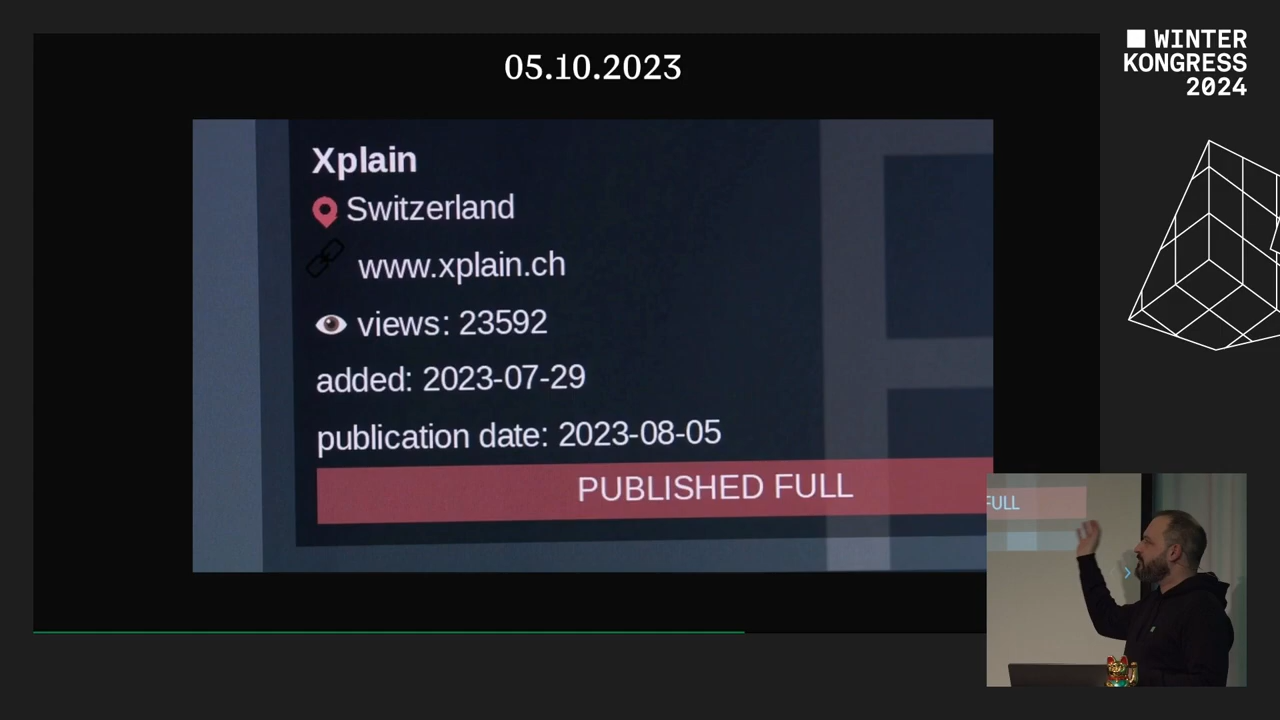 05.10.2023
WINTER
KONGRESS
2024
Xplain
Switzerland
www.xplain.ch
views: 23592
added: 2023-07-29
publication date: 2023-08-05
PUBLISHED FULL
FULL